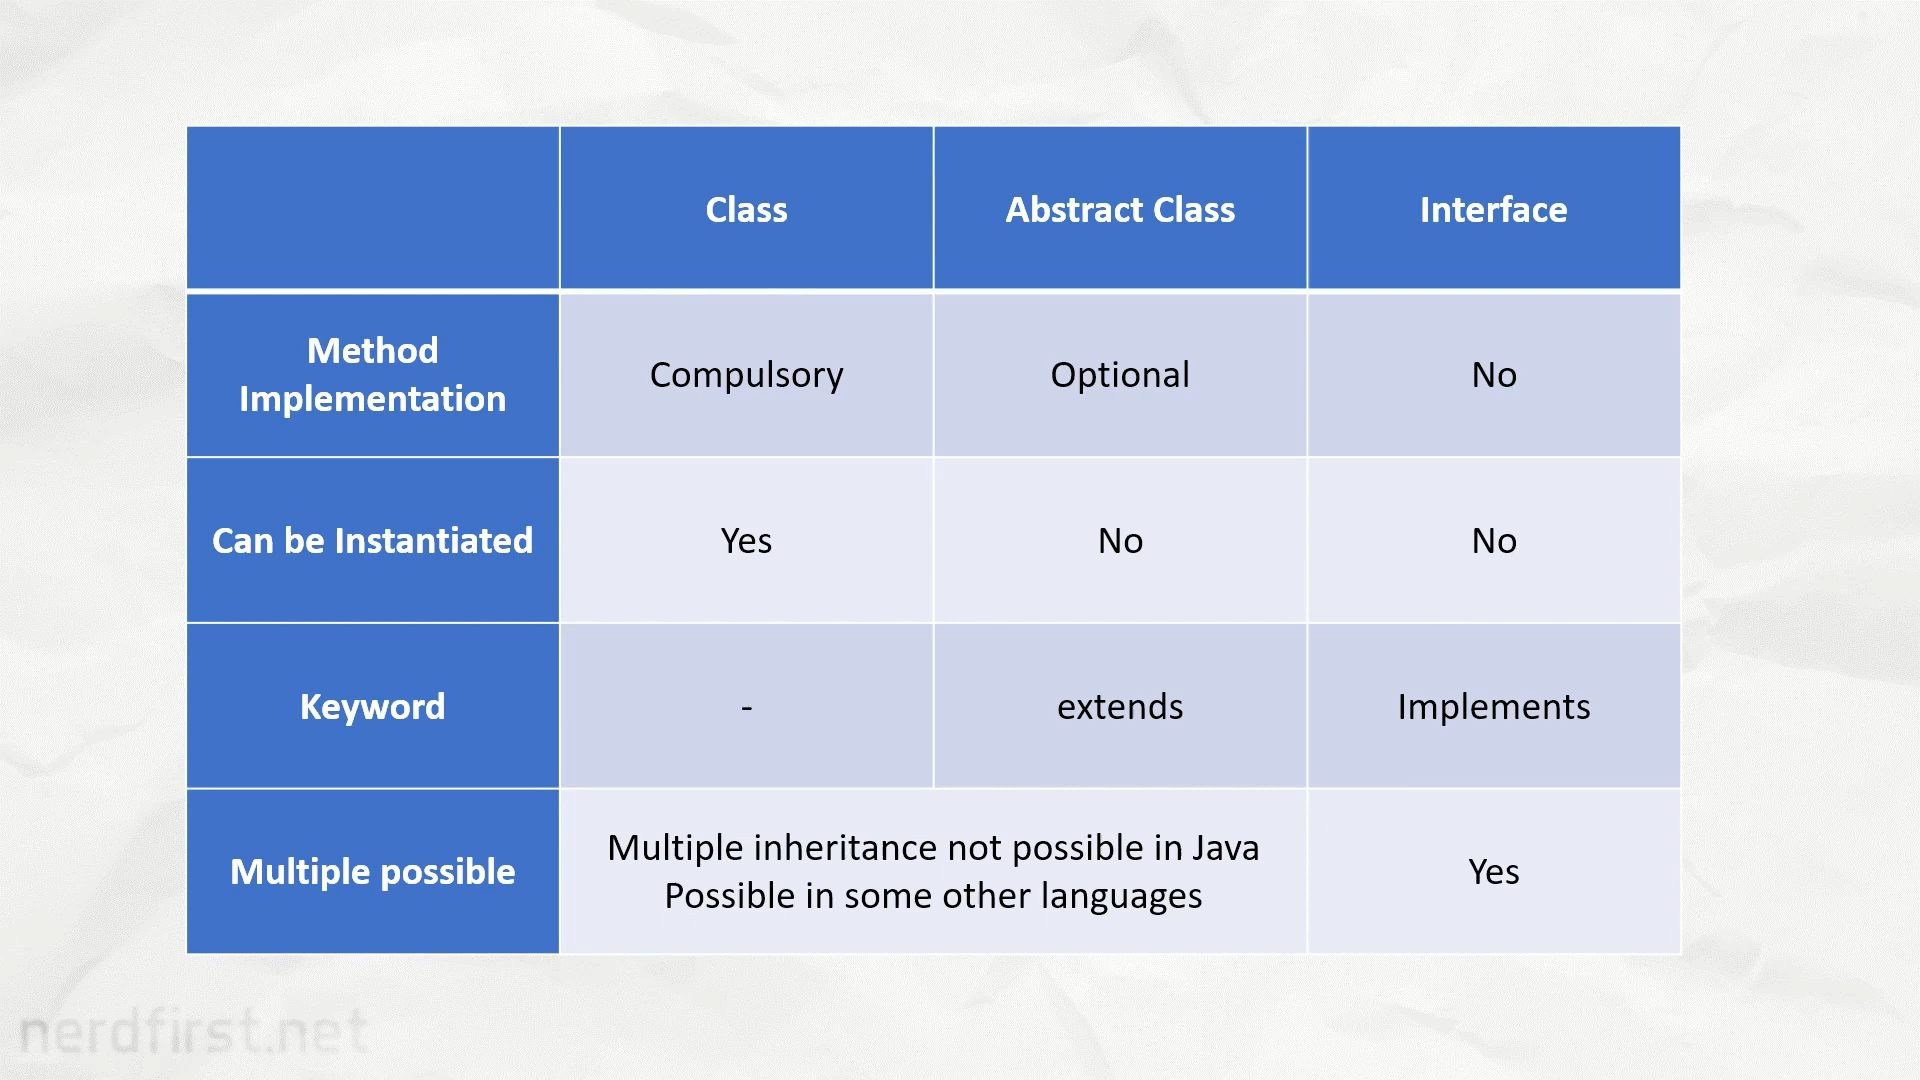 Class Abstract Class Interface
Method
Implementation
Compulsory Optional No
Can be Instantiated Yes No No
Keyword - extends Implements
Multiple possible
Multiple inheritance not possible in Java
Possible in some other languages
Yes
nerdfirst.net